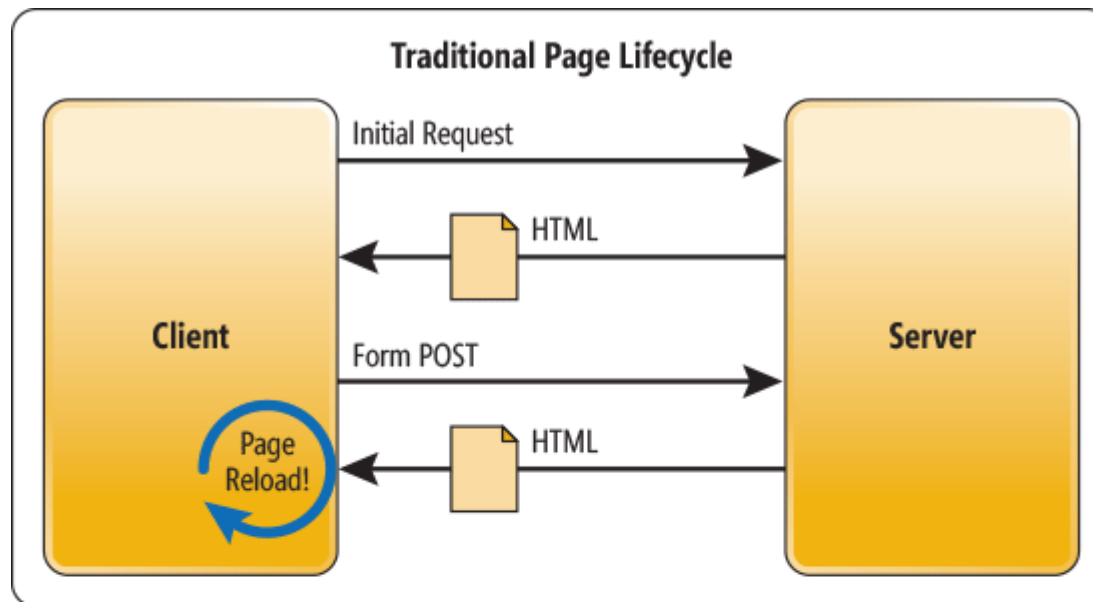 Traditional Page Lifecycle
Initial Request
HTML
Client
Server
Form POST
HTML
Page
Reload!